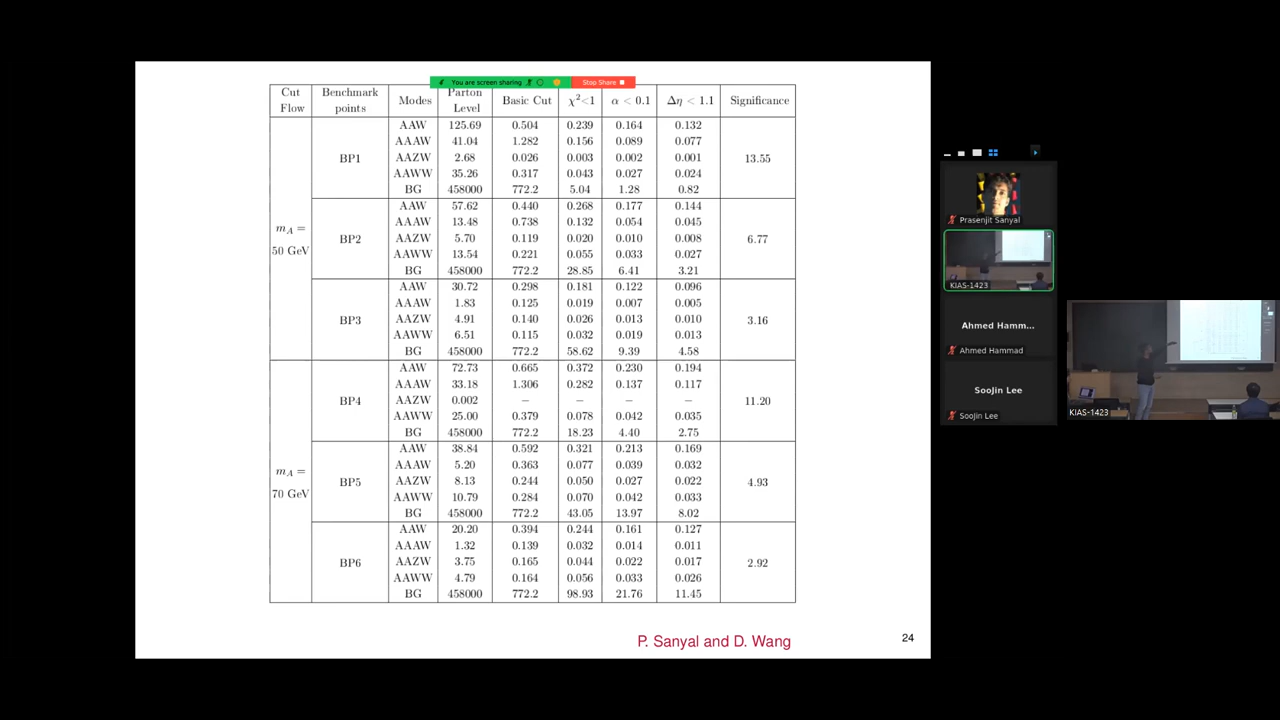 You are screen sharing Stop Share
Cut Flow Benchmark points Modes Parton Level Basic Cut χ²<1 α < 0.1 Δη < 1.1 Significance
m_A = 50 GeV
BP1
AAW 125.69 0.504 0.239 0.164 0.132
AAAW 41.04 1.282 0.156 0.089 0.077
AAZW 2.68 0.026 0.003 0.002 0.001
AAWW 35.26 0.317 0.043 0.027 0.024
BG 458000 772.2 5.04 1.28 0.82
13.55
BP2
AAW 57.62 0.440 0.268 0.177 0.144
AAAW 13.48 0.738 0.132 0.054 0.045
AAZW 5.70 0.119 0.020 0.010 0.008
AAWW 13.54 0.221 0.055 0.033 0.027
BG 458000 772.2 28.85 6.41 3.21
6.77
BP3
AAW 30.72 0.298 0.181 0.122 0.096
AAAW 1.83 0.125 0.019 0.007 0.005
AAZW 4.91 0.140 0.026 0.013 0.010
AAWW 6.51 0.115 0.032 0.019 0.013
BG 458000 772.2 58.62 9.39 4.58
3.16
m_A = 70 GeV
BP4
AAW 72.73 0.665 0.372 0.230 0.194
AAAW 33.18 1.306 0.282 0.137 0.117
AAZW 0.002 − − − −
AAWW 25.00 0.379 0.078 0.042 0.035
BG 458000 772.2 18.23 4.40 2.75
11.20
BP5
AAW 38.84 0.592 0.321 0.213 0.169
AAAW 5.20 0.363 0.077 0.039 0.032
AAZW 8.13 0.244 0.050 0.027 0.022
AAWW 10.79 0.284 0.070 0.042 0.033
BG 458000 772.2 43.05 13.97 8.02
4.93
BP6
AAW 20.20 0.394 0.244 0.161 0.127
AAAW 1.32 0.139 0.032 0.014 0.011
AAZW 3.75 0.165 0.044 0.022 0.017
AAWW 4.79 0.164 0.056 0.033 0.026
BG 458000 772.2 98.93 21.76 11.45
2.92
P. Sanyal and D. Wang
24
Prasenjit Sanyal
KIAS-1423
Ahmed Hamm...
Ahmed Hammad
SooJin Lee
SooJin Lee
KIAS-1423